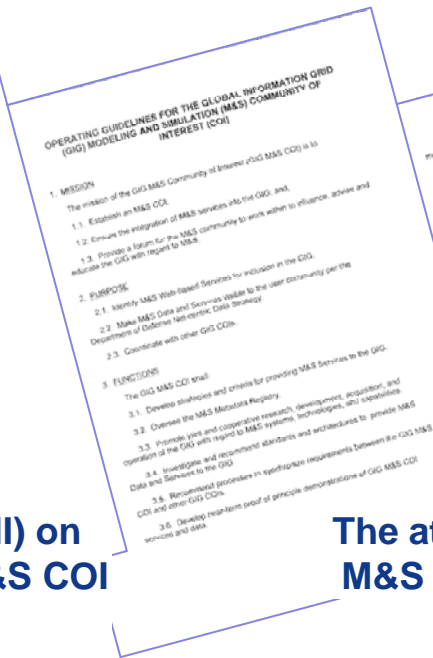 OPERATING GUIDELINES FOR THE GLOBAL INFORMATION GRID
(GIG) MODELING AND SIMULATION (M&S) COMMUNITY OF
INTEREST (COI)
1. MISSION
The mission of the GIG M&S Community of Interest (GIG M&S COI) is to
1.1. Establish an M&S COI,
1.2. Ensure the integration of M&S services into the GIG, and,
1.3. Provide a forum for the M&S community to work within to influence, advise and
educate the GIG with regard to M&S.
2. PURPOSE
2.1. Identify M&S Web-based Services for inclusion in the GIG.
2.2. Make M&S Data and Services Visible to the user community per the
Department of Defense Net-centric Data Strategy.
2.3. Coordinate with other GIG COIs.
3. FUNCTIONS
The GIG M&S COI shall:
3.1. Develop strategies and criteria for providing M&S Services to the GIG.
3.2. Oversee the M&S Metadata Registry.
3.3. Promote joint and cooperative research, development, acquisition, and
operation of the GIG with regard to M&S systems, technologies, and capabilities.
3.4. Investigate and recommend standards and architectures to provide M&S
Data and Services to the GIG
3.5. Recommend processes to synchronize requirements between the GIG M&S
COI and other GIG COIs.
3.6. Develop near-term proof of principle demonstrations of GIG M&S COI
services and data.
ll) on
&S COI
The at
M&S